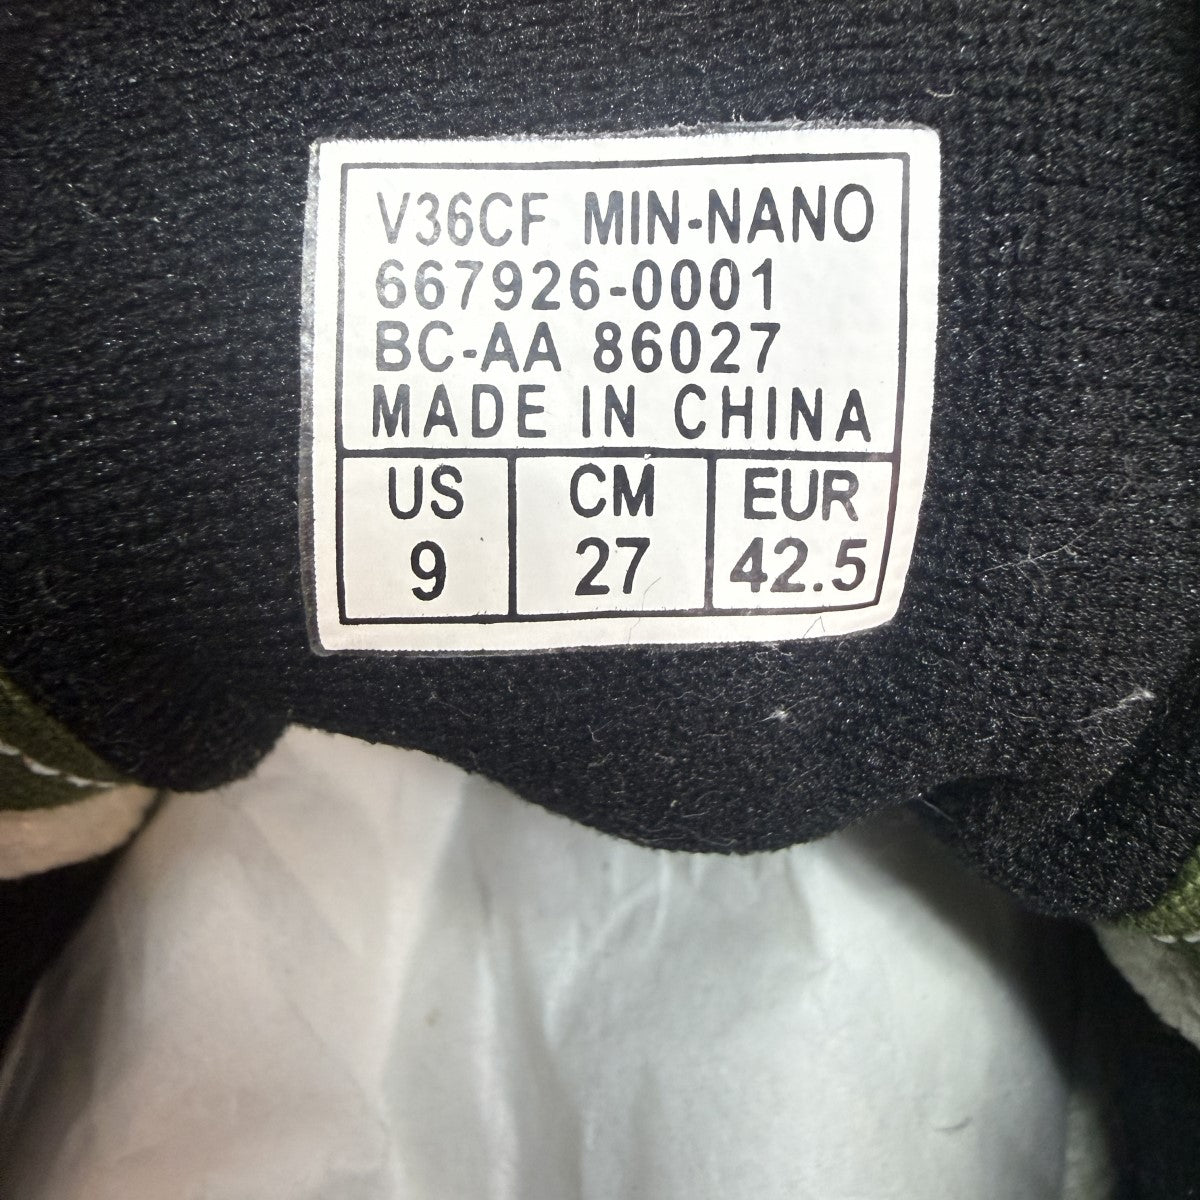 V36CF MIN-NANO
667926-0001
BC-AA 86027
MADE IN CHINA
US CM EUR
9 27 42.5